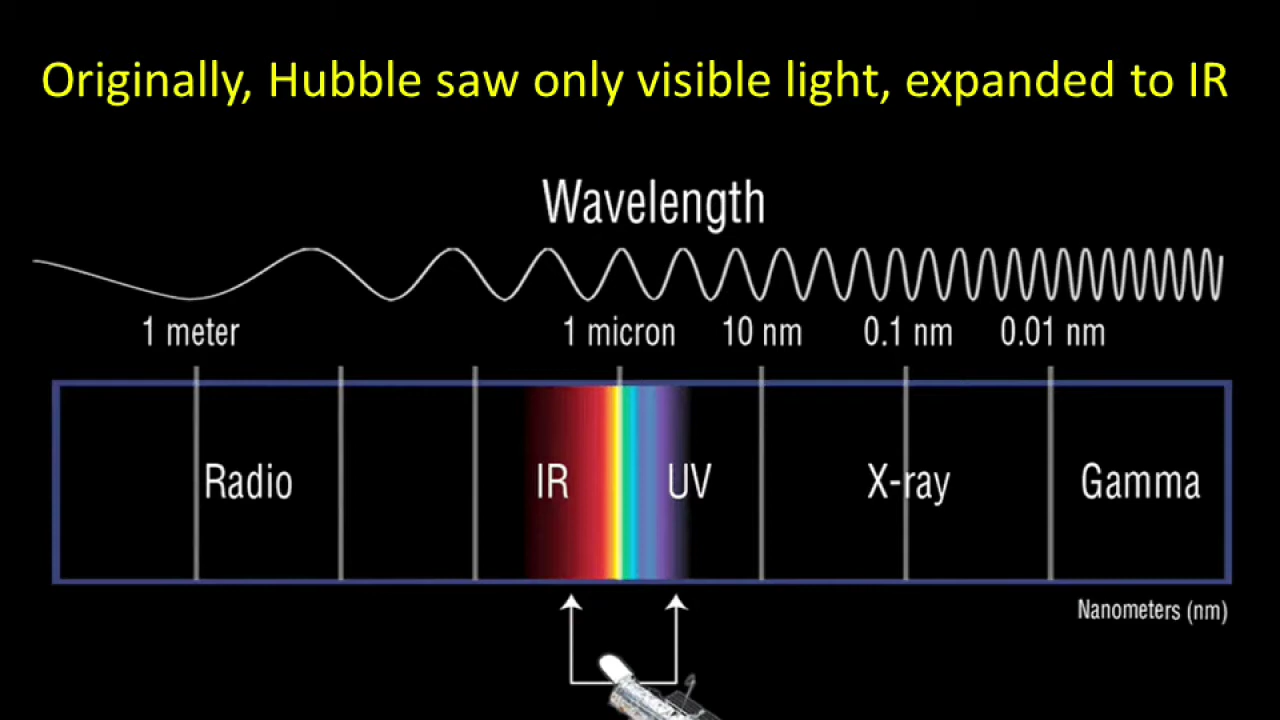 Originally, Hubble saw only visible light, expanded to IR
Wavelength
1 meter 1 micron 10 nm 0.1 nm 0.01 nm
Radio IR UV X-ray Gamma
Nanometers (nm)